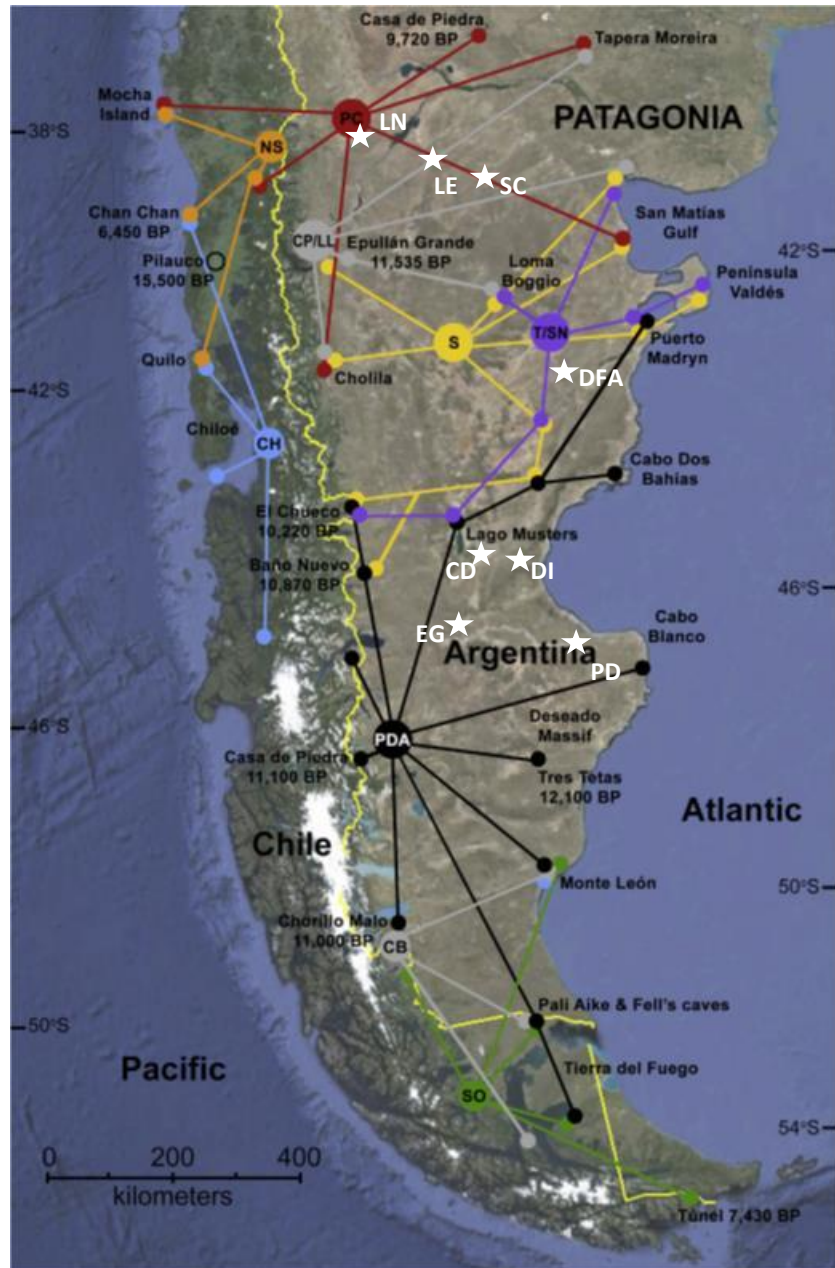 Casa de Piedra
9,720 BP
Tapera Moreira
Mocha
Island
PC
LN
PATAGONIA
38°S
NS
LE
SC
Chan Chan
6,450 BP
San Matías
Gulf
CP/LL
Epullán Grande
11,535 BP
42°S
Pilauco
15,500 BP
Loma
Boggio
Península
Valdés
S
T/SN
Puerto
Madryn
Quilo
Cholila
DFA
42°S
Chiloé
CH
Cabo Dos
Bahías
El Chueco
10,220 BP
Lago Musters
Baño Nuevo
10,870 BP
CD
DI
46°S
EG
Cabo
Blanco
Argentina
PD
46°S
PDA
Deseado
Massif
Casa de Piedra
11,100 BP
Tres Tetas
12,100 BP
Atlantic
Chile
Monte León
50°S
Chorillo Malo
11,000 BP
CB
Pali Aike & Fell's caves
50°S
Pacific
Tierra del Fuego
SO
54°S
0 200 400
kilometers
Túnel 7,430 BP